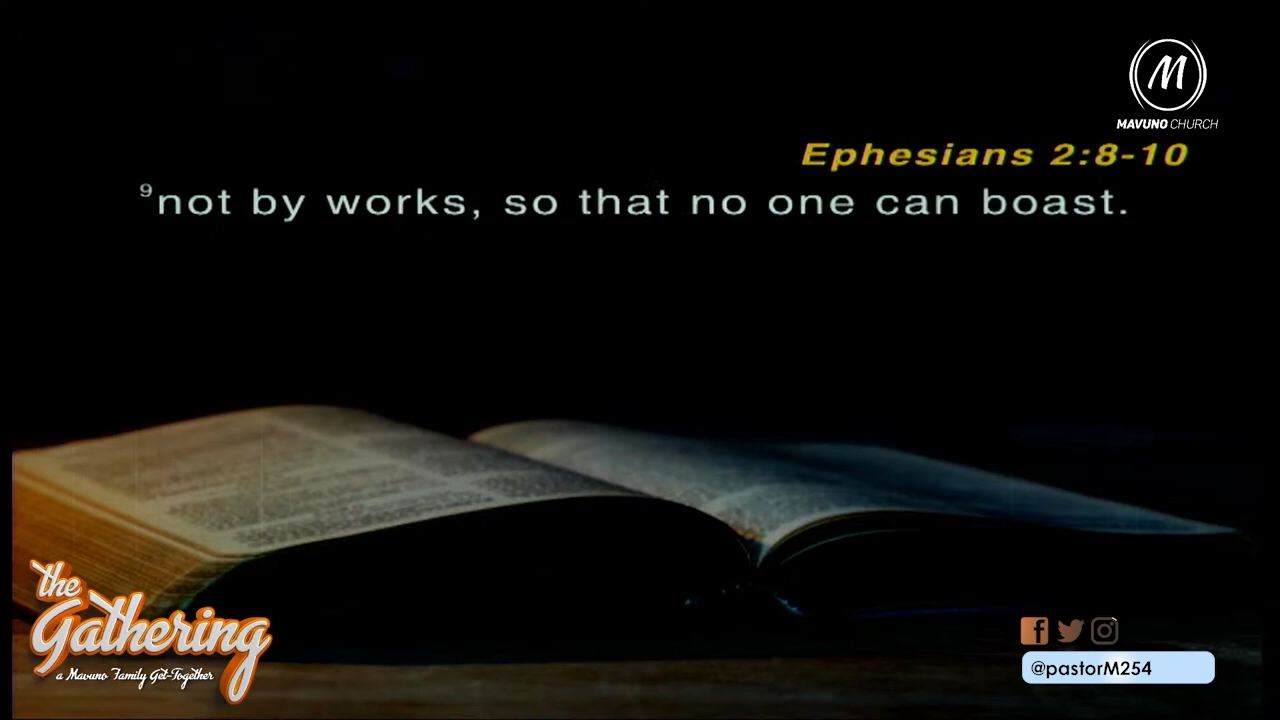 M
MAVUNO CHURCH
Ephesians 2:8-10
9not by works, so that no one can boast.
the
Gathering
a Mavuno Family Get-Together
@pastorM254